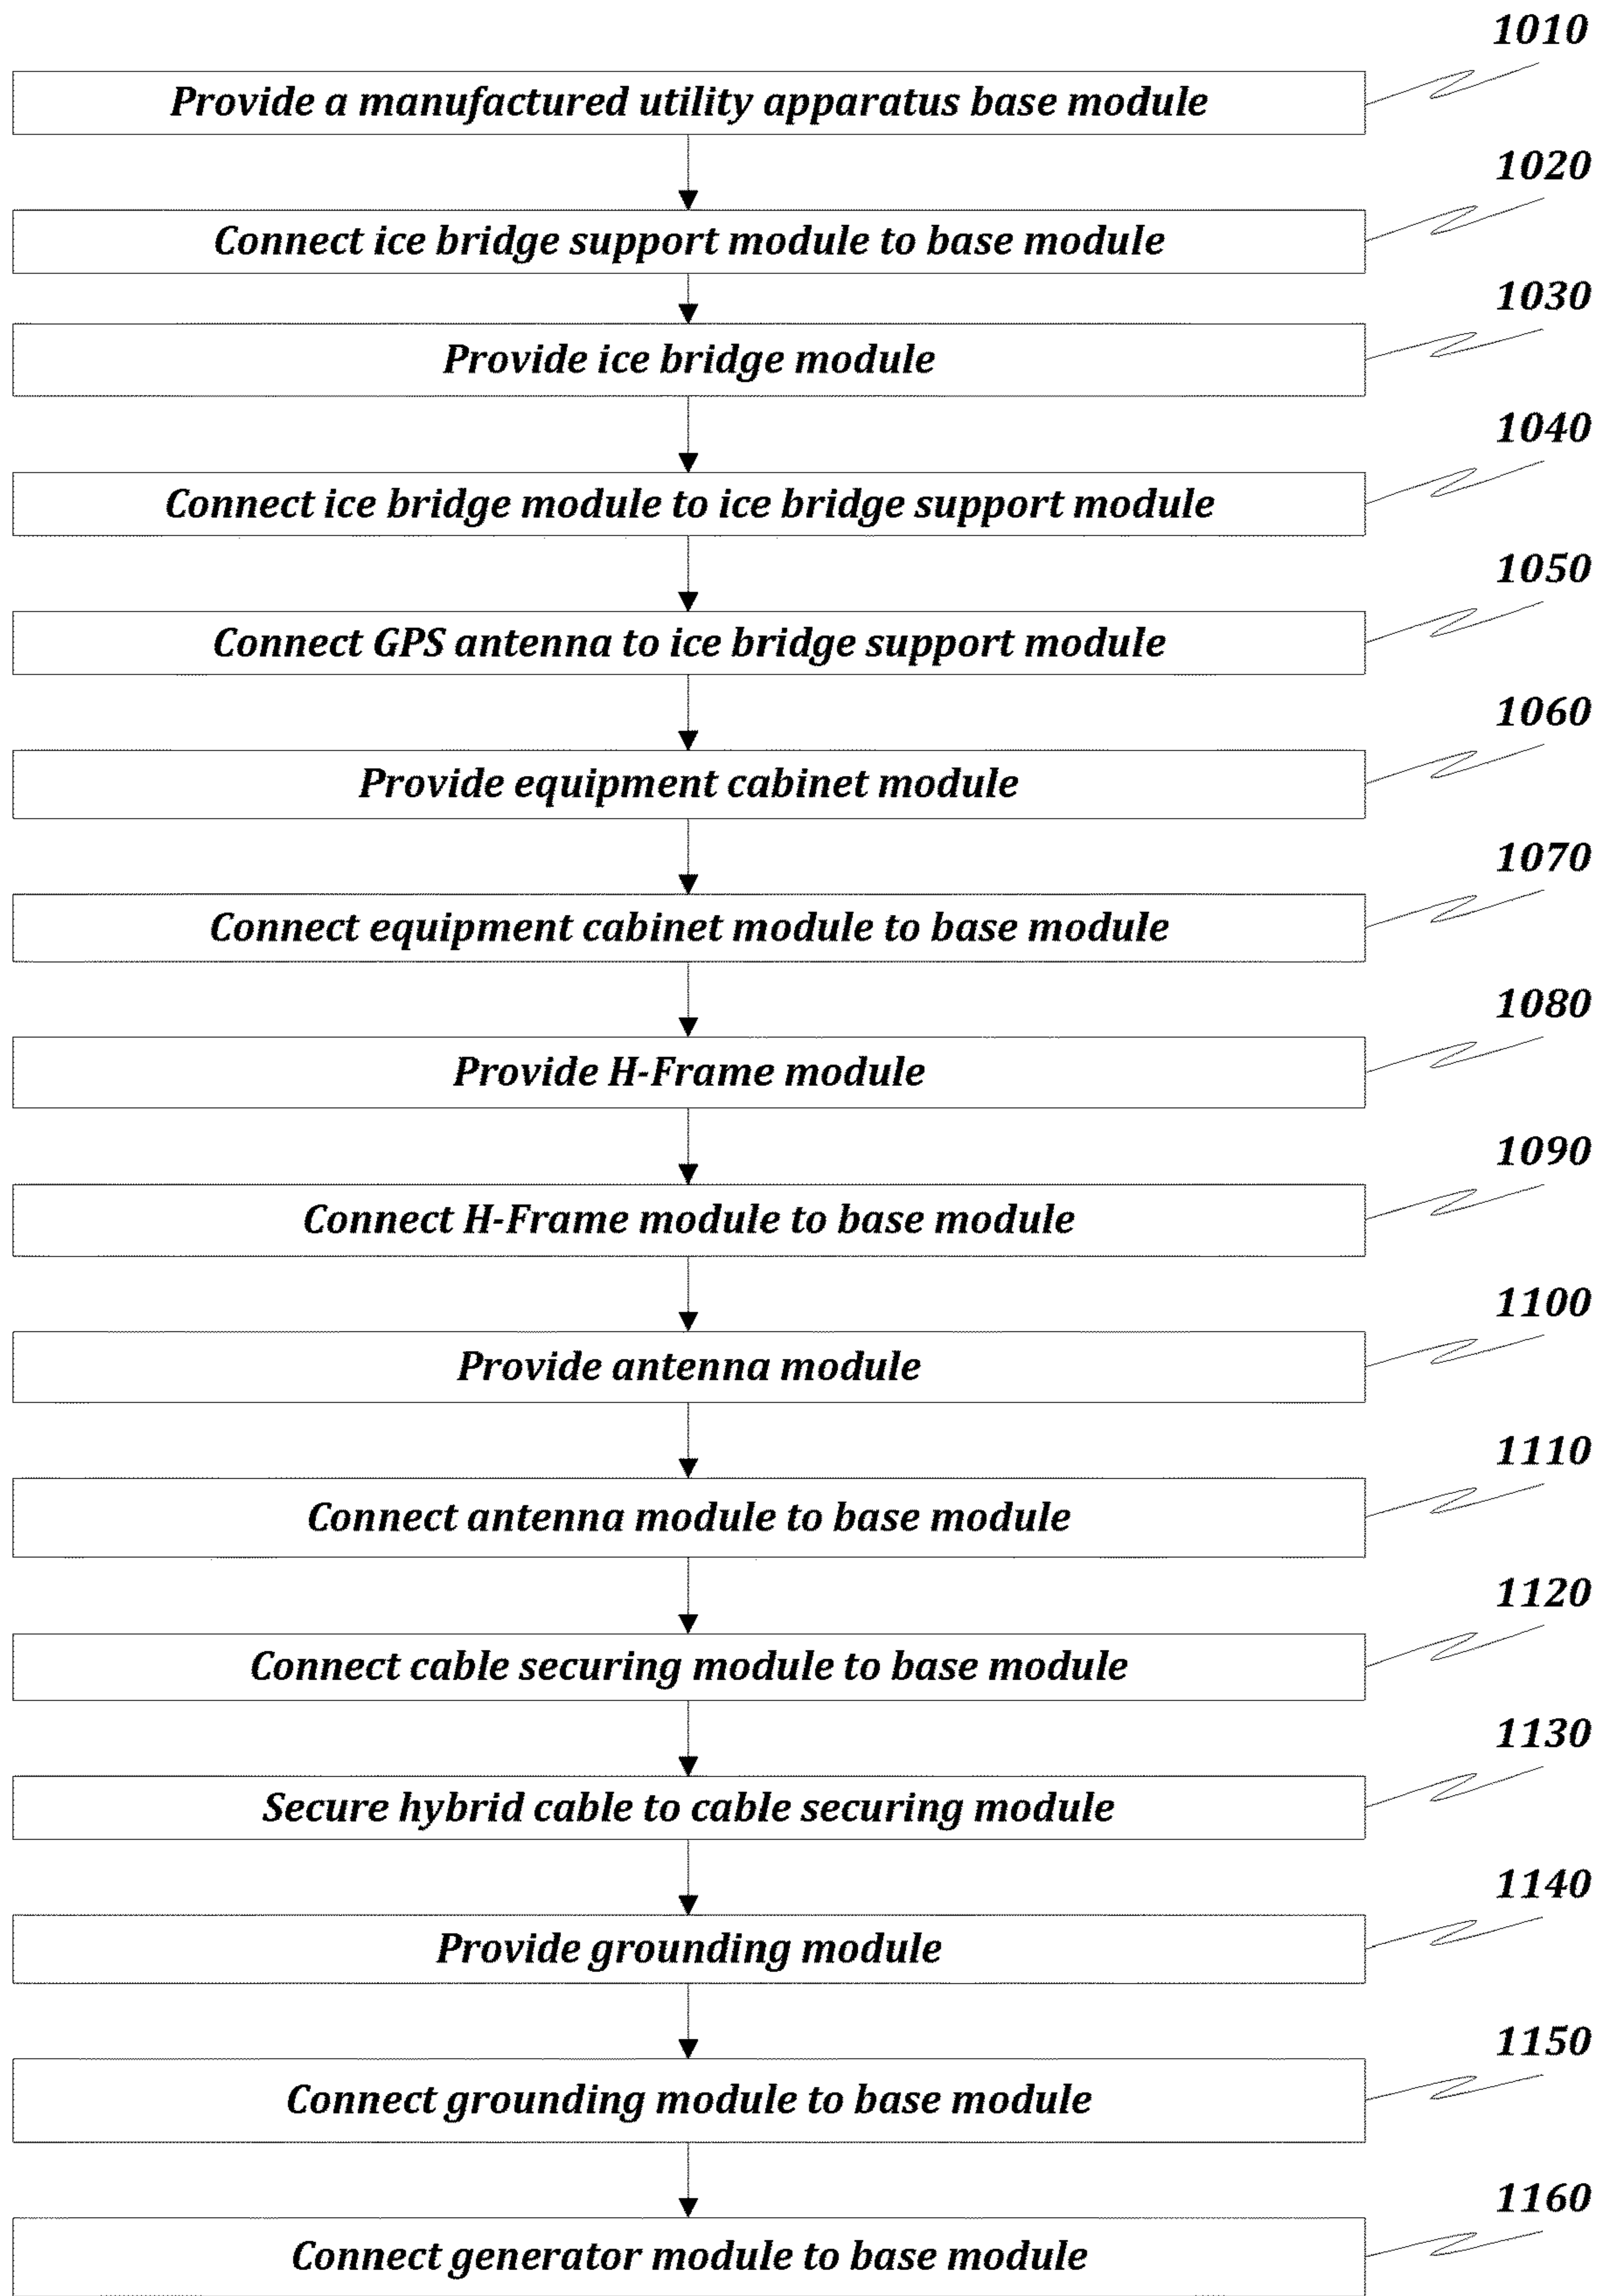 1010
Provide a manufactured utility apparatus base module
1020
Connect ice bridge support module to base module
1030
Provide ice bridge module
1040
Connect ice bridge module to ice bridge support module
1050
Connect GPS antenna to ice bridge support module
1060
Provide equipment cabinet module
1070
Connect equipment cabinet module to base module
1080
Provide H-Frame module
1090
Connect H-Frame module to base module
1100
Provide antenna module
1110
Connect antenna module to base module
1120
Connect cable securing module to base module
1130
Secure hybrid cable to cable securing module
1140
Provide grounding module
1150
Connect grounding module to base module
1160
Connect generator module to base module